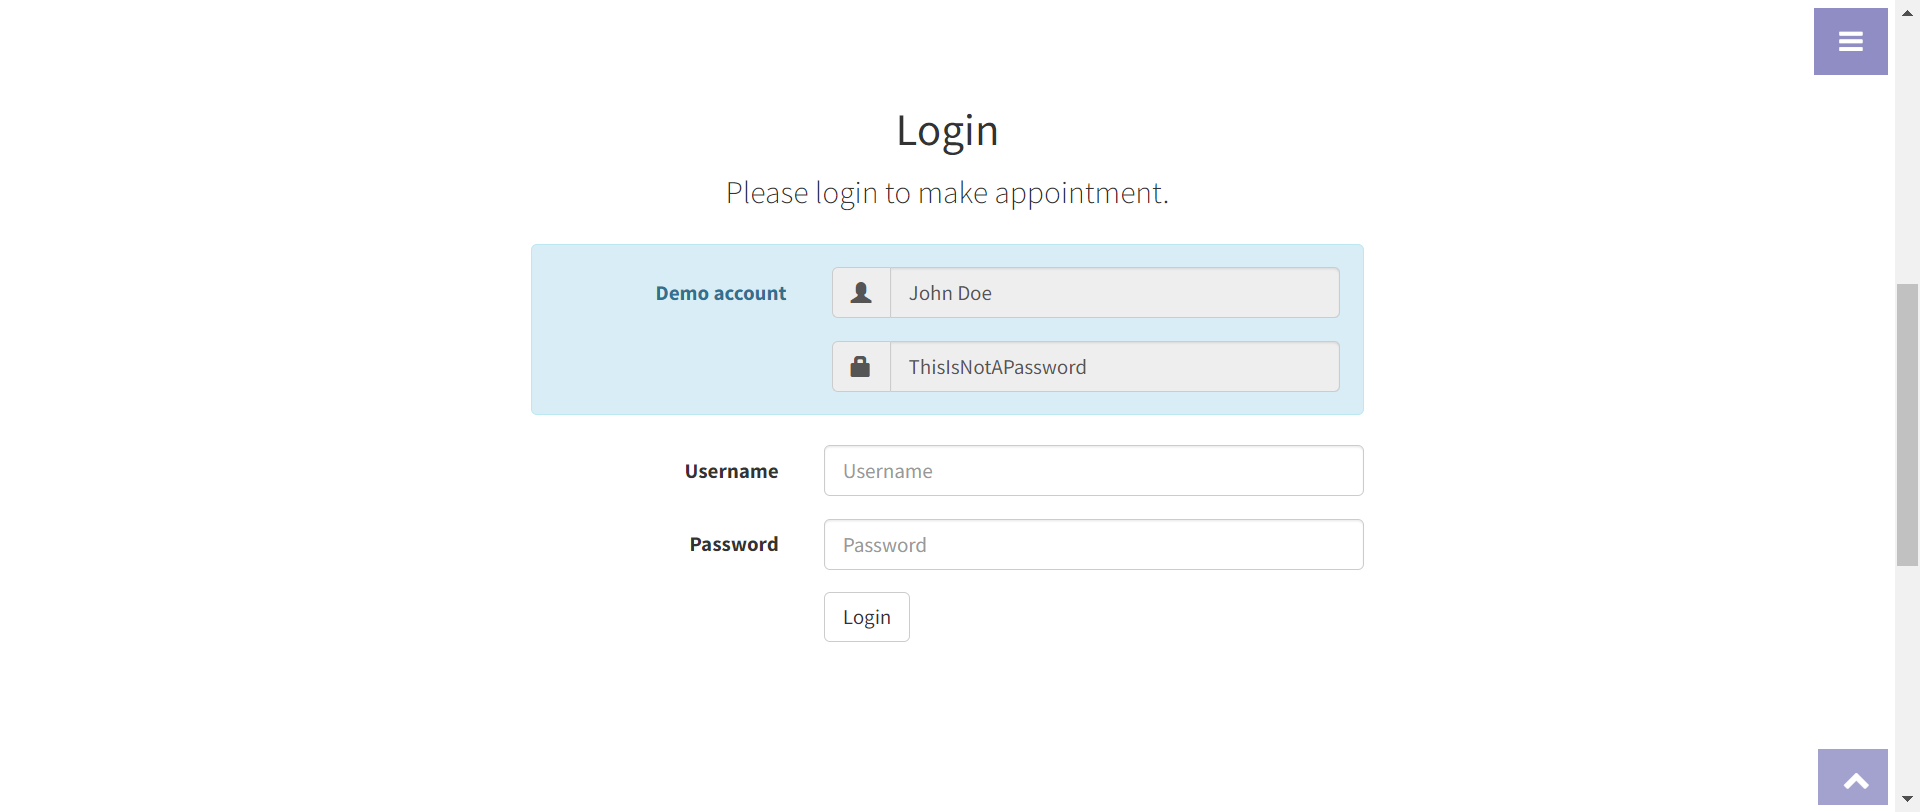 Login
Please login to make appointment.
Demo account
John Doe
ThisIsNotAPassword
Username
Username
Password
Password
Login